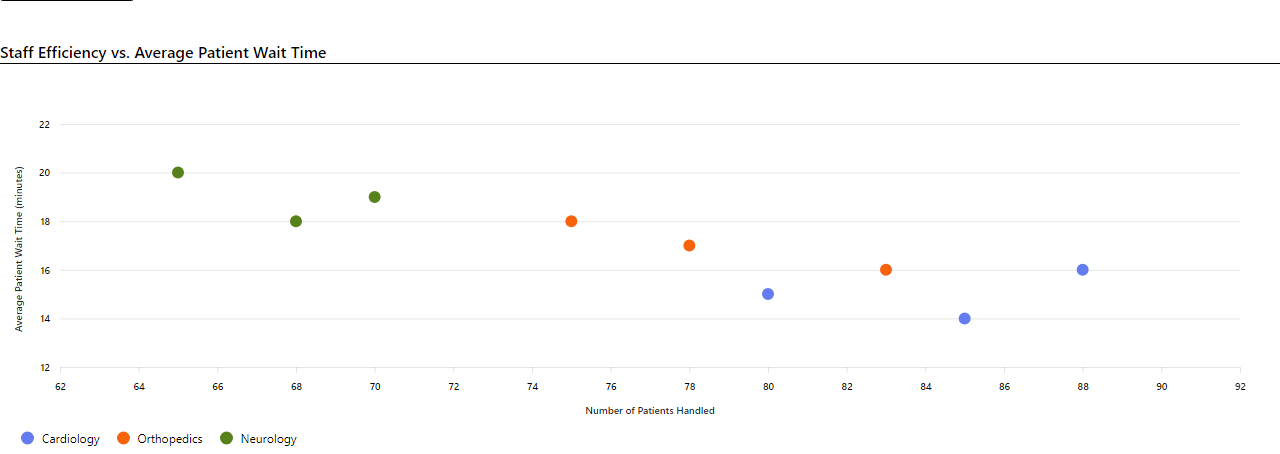 Staff Efficiency vs. Average Patient Wait Time
22
20
18
16
14
12
Average Patient Wait Time (minutes)
62 64 66 68 70 72 74 76 78 80 82 84 86 88 90 92
Number of Patients Handled
Cardiology Orthopedics Neurology